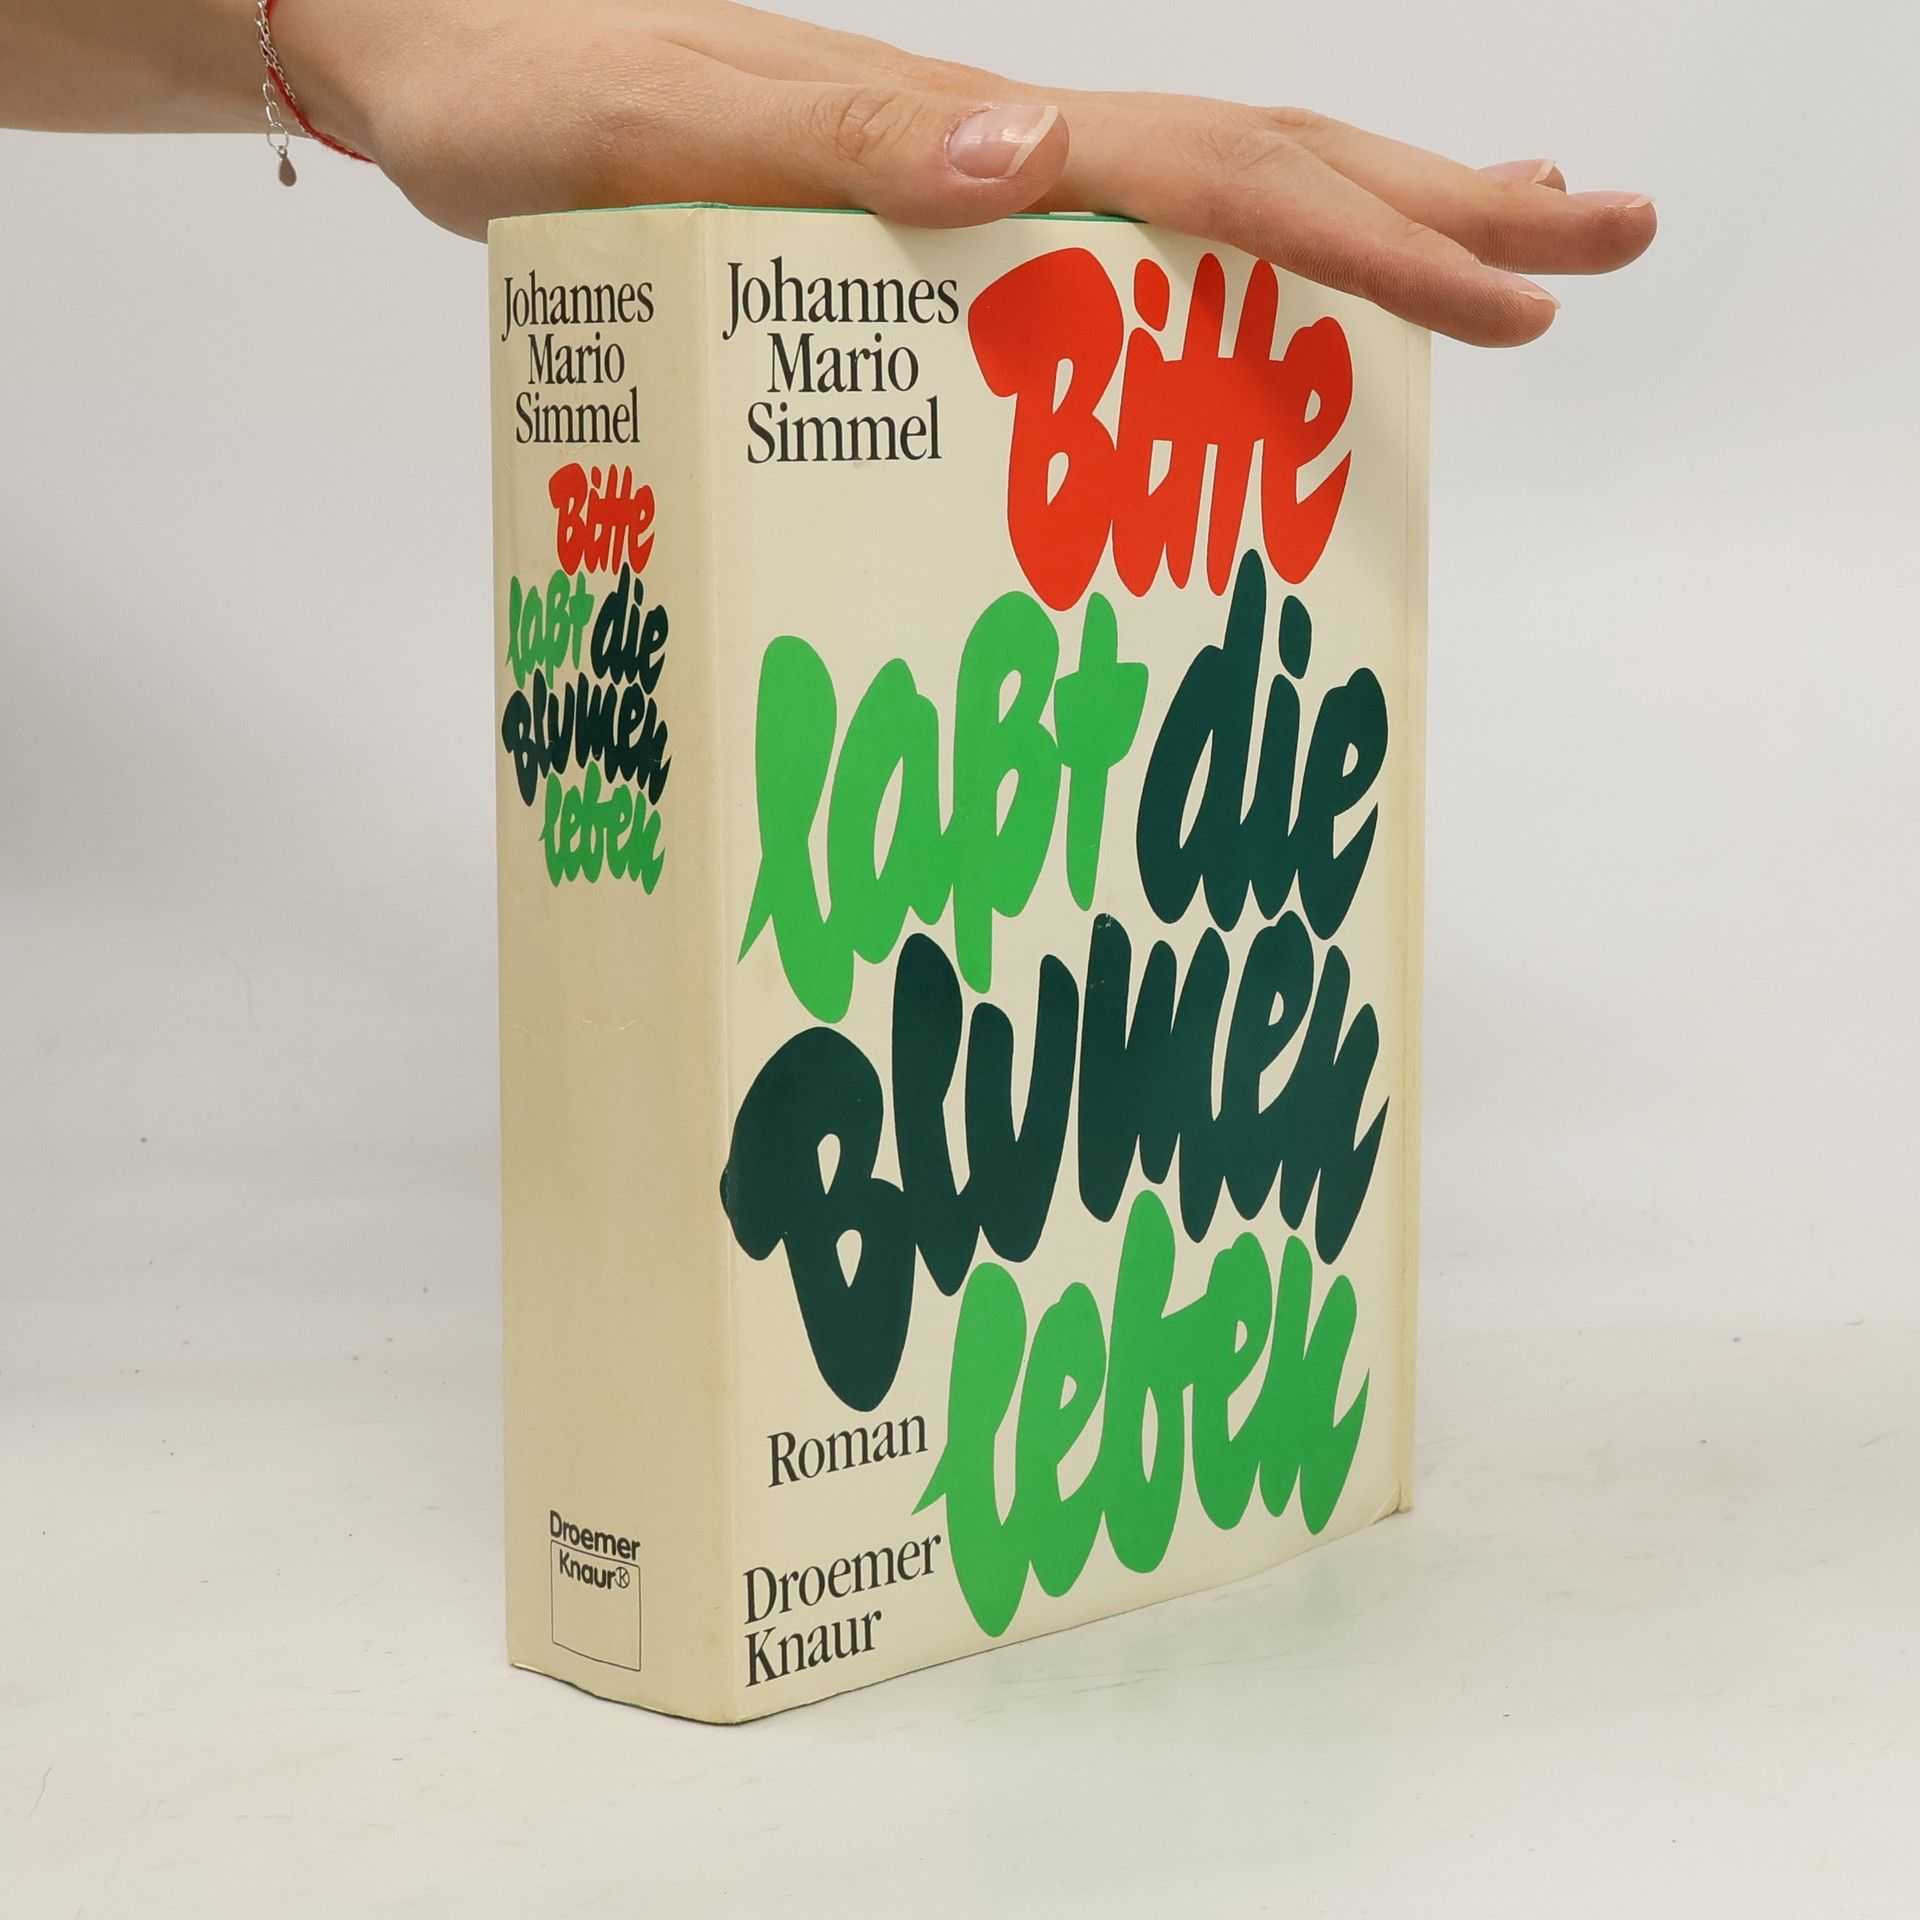 Johannes
Mario
Simmel
Bitte
laßt die
Blumen
leben
Droemer
Knaur
Johannes
Mario
Simmel
Bitte
laßt die
Blumen
leben
Roman
Droemer
Knaur